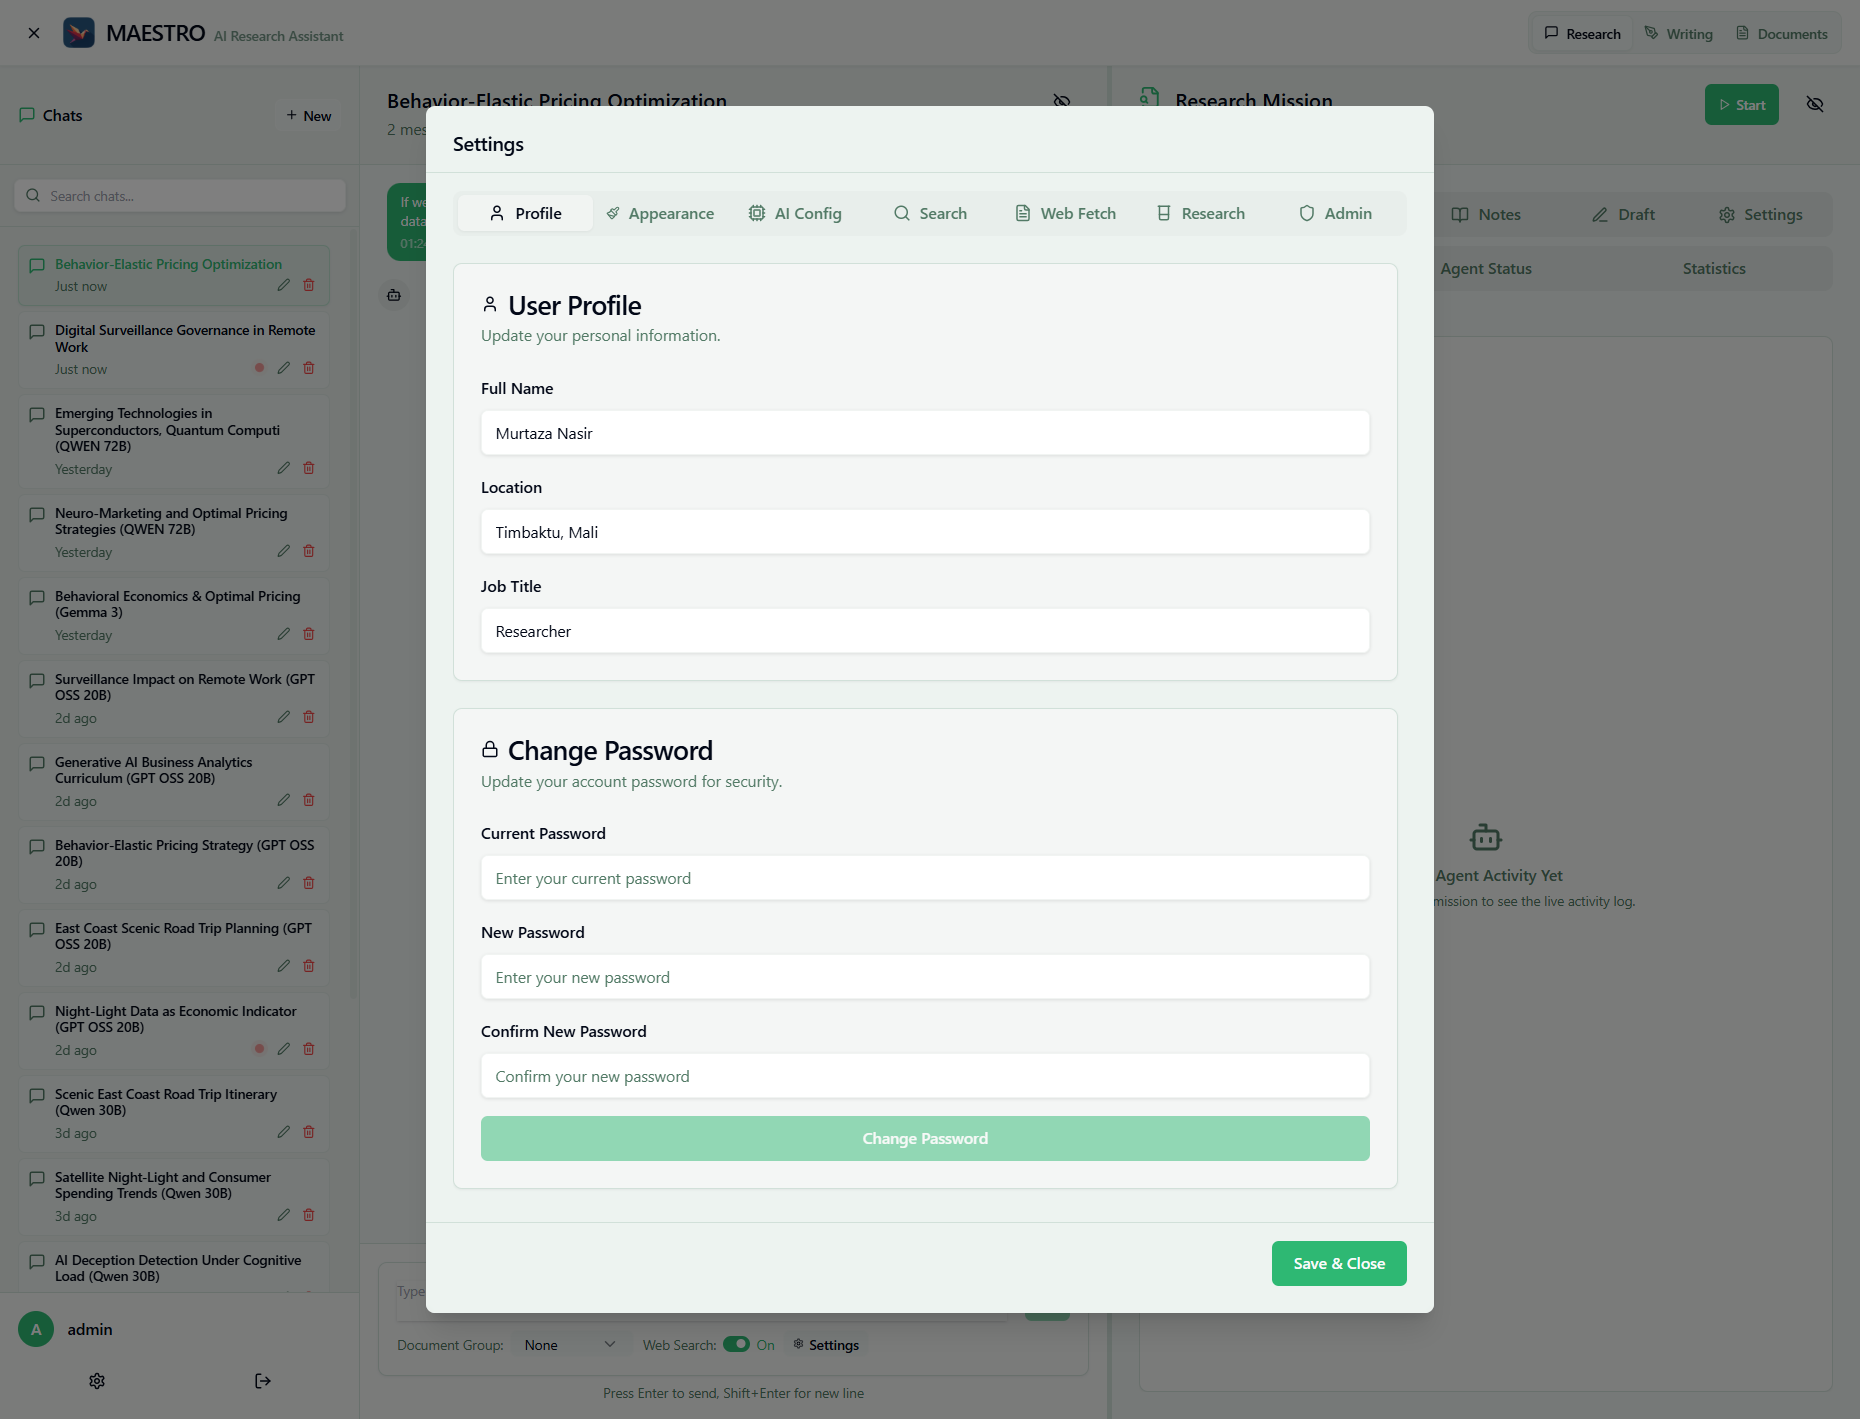 MAESTRO AI Research Assistant
Research
Writing
Documents
Chats
+ New
Search chats...
Behavior-Elastic Pricing Optimization
Just now
Digital Surveillance Governance in Remote
Work
Just now
Emerging Technologies in
Superconductors, Quantum Computi
(QWEN 72B)
Yesterday
Neuro-Marketing and Optimal Pricing
Strategies (QWEN 72B)
Yesterday
Behavioral Economics & Optimal Pricing
(Gemma 3)
Yesterday
Surveillance Impact on Remote Work (GPT
OSS 20B)
2d ago
Generative AI Business Analytics
Curriculum (GPT OSS 20B)
2d ago
Behavior-Elastic Pricing Strategy (GPT OSS
20B)
2d ago
East Coast Scenic Road Trip Planning (GPT
OSS 20B)
2d ago
Night-Light Data as Economic Indicator
(GPT OSS 20B)
2d ago
Scenic East Coast Road Trip Itinerary
(Qwen 30B)
3d ago
Satellite Night-Light and Consumer
Spending Trends (Qwen 30B)
3d ago
AI Deception Detection Under Cognitive
Load (Qwen 30B)
A
admin
Behavior-Elastic Pricing Optimization
2 mes
If we
data
01:24
Settings
Profile
Appearance
AI Config
Search
Web Fetch
Research
Admin
User Profile
Update your personal information.
Full Name
Murtaza Nasir
Location
Timbaktu, Mali
Job Title
Researcher
Change Password
Update your account password for security.
Current Password
Enter your current password
New Password
Enter your new password
Confirm New Password
Confirm your new password
Change Password
Save & Close
Type
Document Group:
None
Web Search:
On
Settings
Press Enter to send, Shift+Enter for new line
Research Mission
Start
Notes
Draft
Settings
Agent Status
Statistics
Agent Activity Yet
mission to see the live activity log.